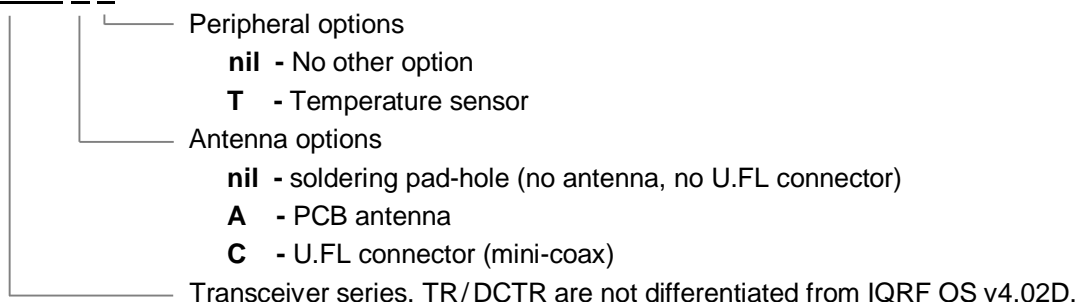 Peripheral options
nil - No other option
T - Temperature sensor
Antenna options
nil - soldering pad-hole (no antenna, no U.FL connector)
A - PCB antenna
C - U.FL connector (mini-coax)
Transceiver series. TR/DCTR are not differentiated from IQRF OS v4.02D.